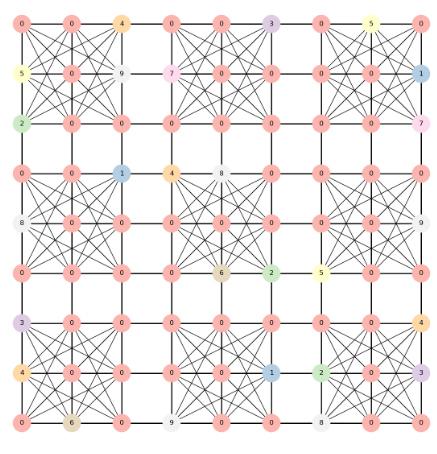 0 0 4 0 0 3 0 5 0
5 0 9 7 0 0 0 0 1
2 0 0 0 0 0 0 0 7
0 0 1 4 8 0 0 0 0
8 0 0 0 0 0 0 0 9
0 0 0 0 6 2 5 0 0
3 0 0 0 0 0 0 0 4
4 0 0 0 0 1 2 0 3
0 6 0 9 0 0 8 0 0